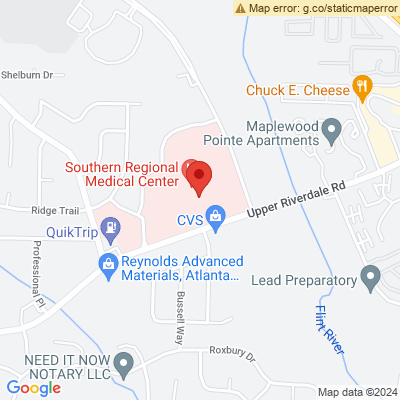 Map error: g.co/staticmaperror
Shelburn Dr
Chuck E. Cheese
Maplewood
Pointe Apartments
Southern Regional
Medical Center
Upper Riverdale Rd
Ridge Trail
CVS
QuikTrip
Reynolds Advanced
Materials, Atlanta...
Professional Pl
Lead Preparatory
Bussell Way
Flint River
Roxbury Dr
NEED IT NOW
NOTARY LLC
Google
Map data ©2024